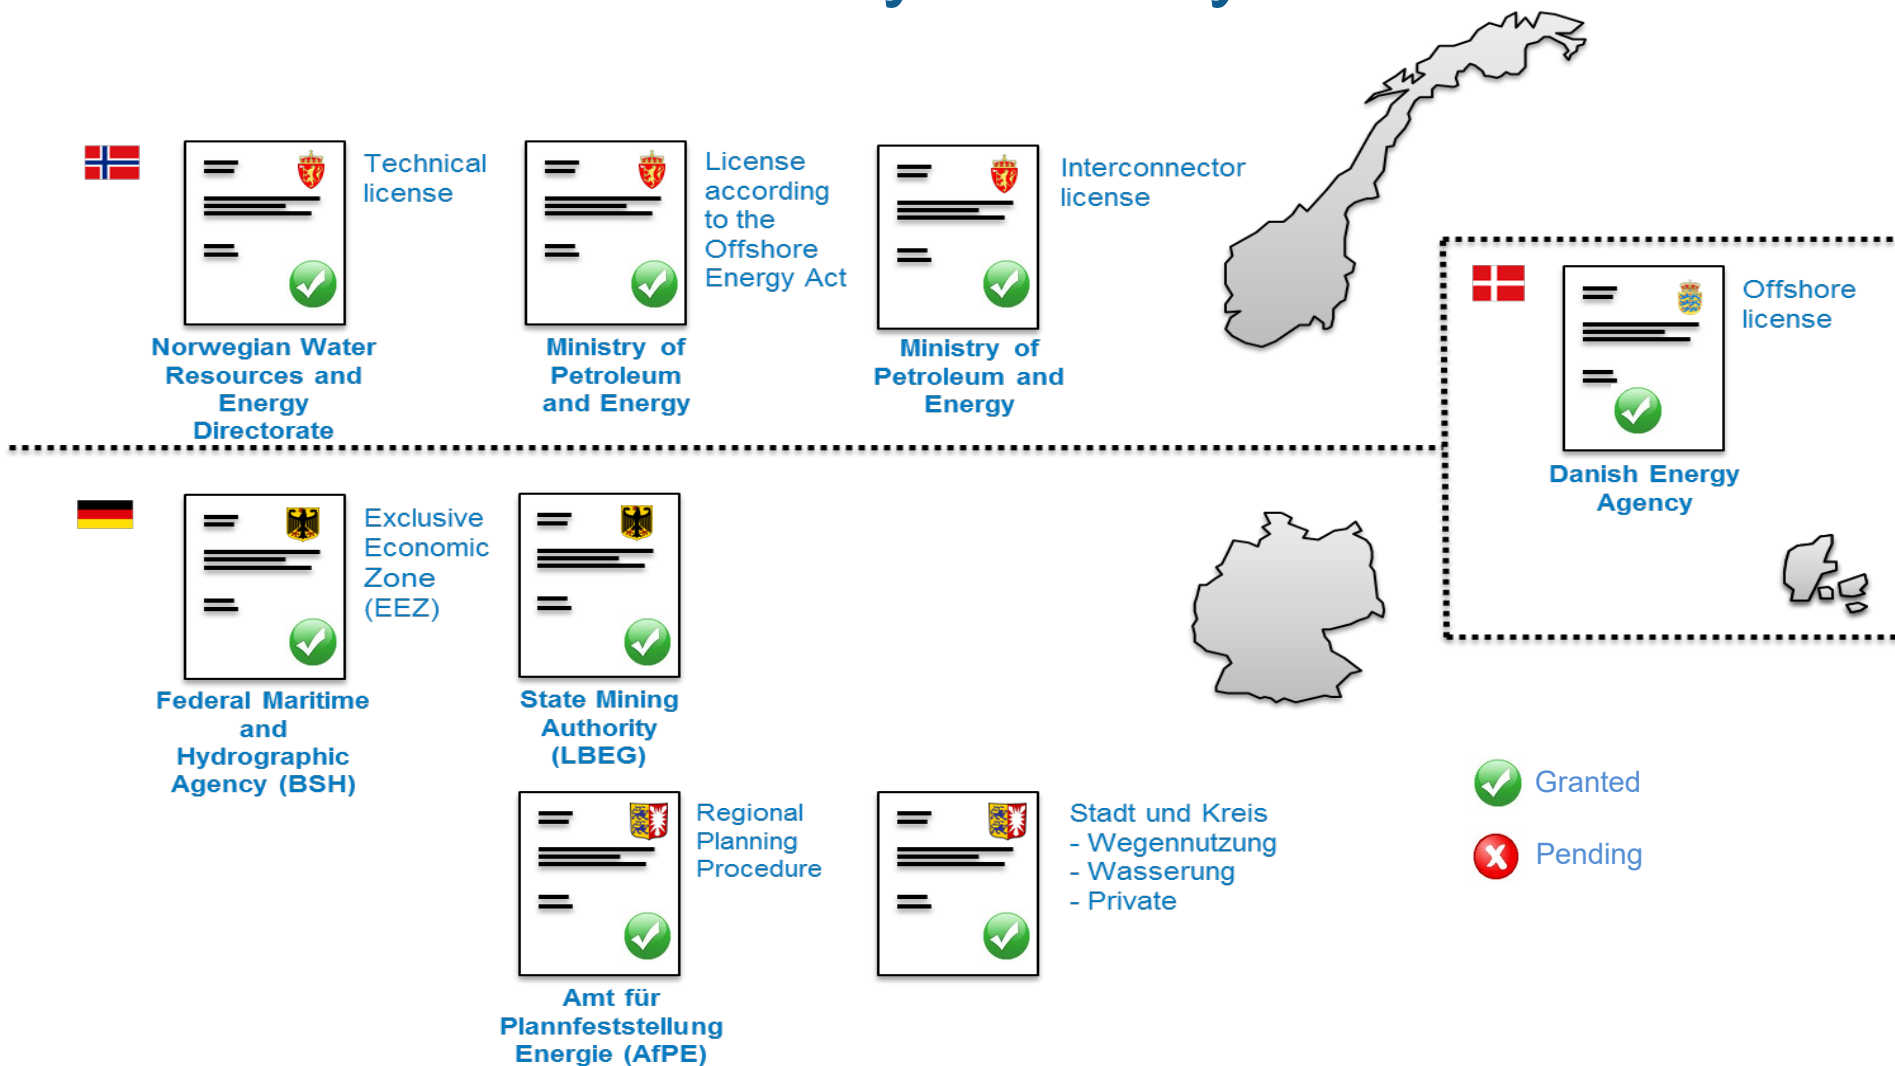 Technical
license
Norwegian Water
Resources and
Energy
Directorate
License
according
to the
Offshore
Energy Act
Ministry of
Petroleum
and Energy
Interconnector
license
Ministry of
Petroleum and
Energy
Offshore
license
Danish Energy
Agency
Exclusive
Economic
Zone
(EEZ)
Federal Maritime
and
Hydrographic
Agency (BSH)
State Mining
Authority
(LBEG)
Regional
Planning
Procedure
Amt für
Plannfeststellung
Energie (AfPE)
Stadt und Kreis
- Wegennutzung
- Wasserung
- Private
Granted
Pending